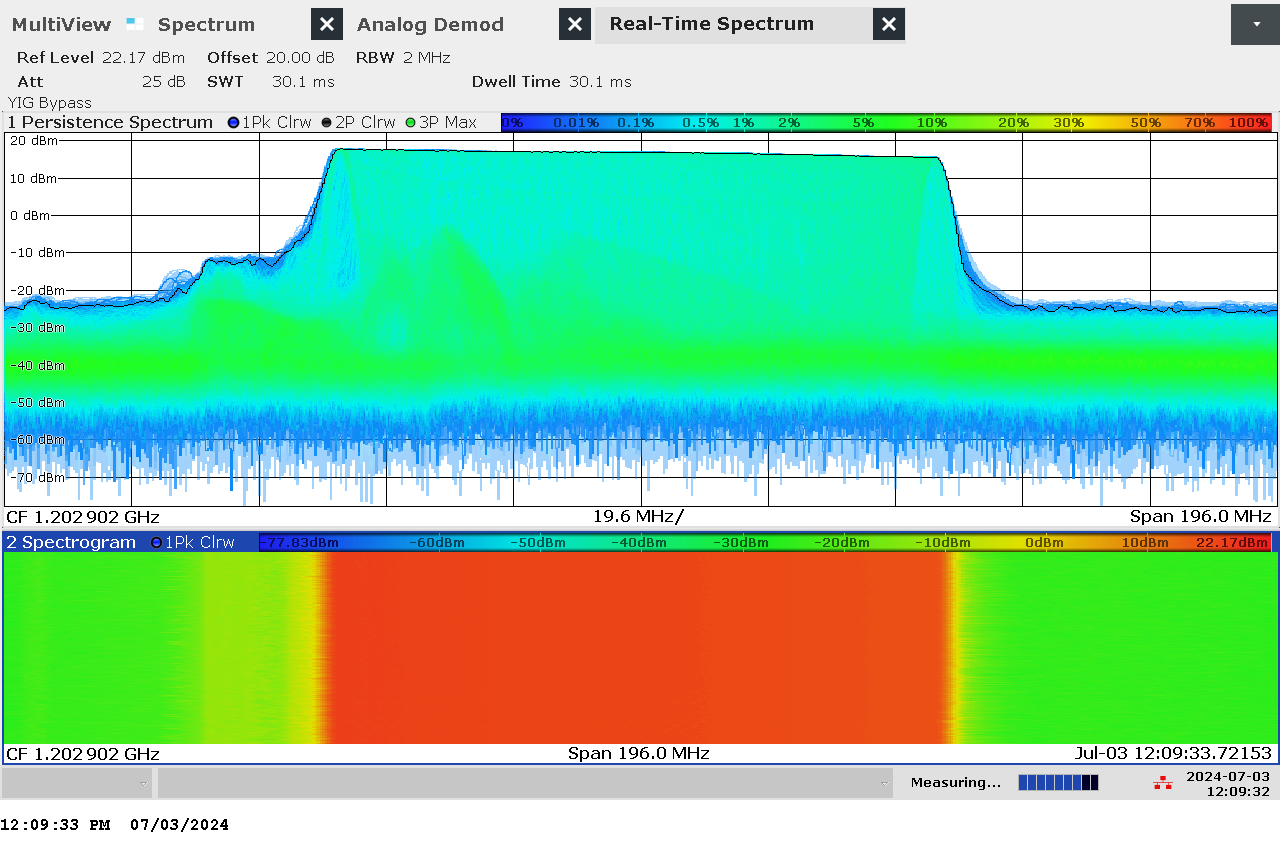 MultiView Spectrum Analog Demod Real-Time Spectrum
Ref Level 22.17 dBm Offset 20.00 dB RBW 2 MHz
Att 25 dB SWT 30.1 ms Dwell Time 30.1 ms
YIG Bypass
1 Persistence Spectrum 1Pk Clrw 2P Clrw 3P Max 0% 0.01% 0.1% 0.5% 1% 2% 5% 10% 20% 30% 50% 70% 100%
20 dBm
10 dBm
0 dBm
-10 dBm
-20 dBm
-30 dBm
-40 dBm
-50 dBm
-60 dBm
-70 dBm
CF 1.202902 GHz 19.6 MHz/ Span 196.0 MHz
2 Spectrogram 1Pk Clrw -77.83dBm -60dBm -50dBm -40dBm -30dBm -20dBm -10dBm 0dBm 10dBm 22.17dBm
CF 1.202902 GHz Span 196.0 MHz Jul-03 12:09:33.72153
Measuring... 2024-07-03
12:09:32
12:09:33 PM 07/03/2024